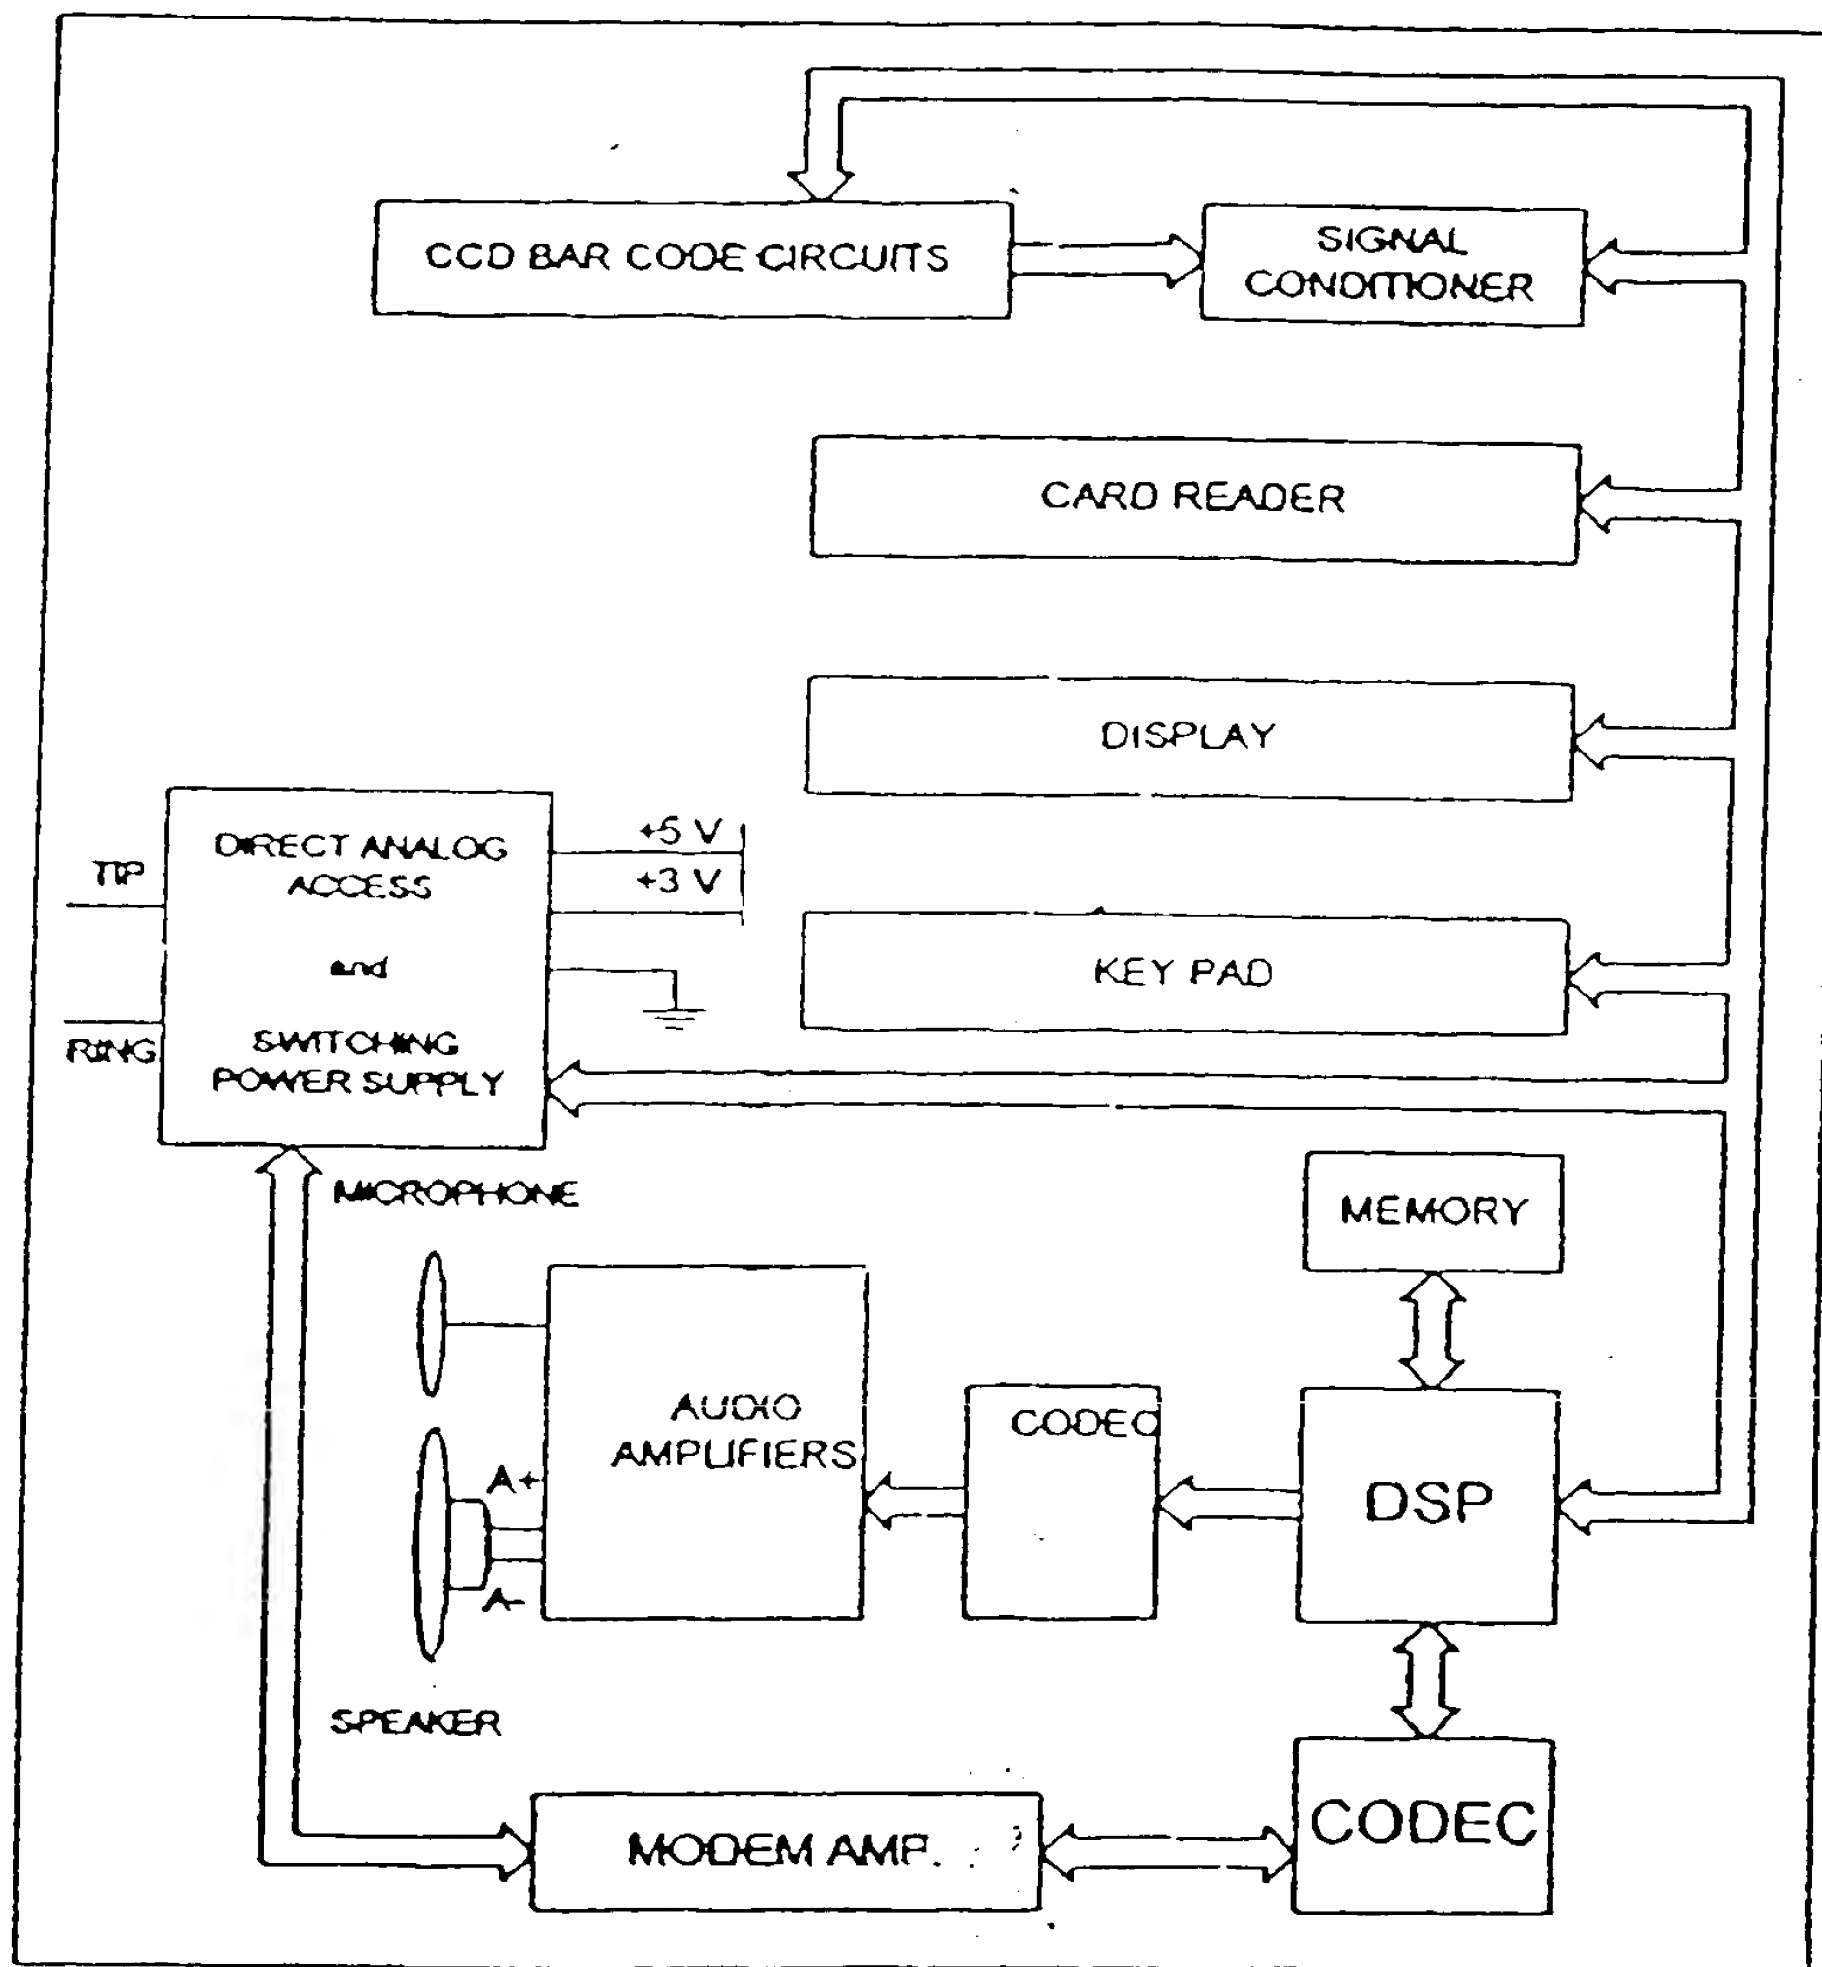 CCD BAR CODE CIRCUITS
SIGNAL
CONDITIONER
CARD READER
DISPLAY
KEY PAD
TIP
RING
DIRECT ANALOG
ACCESS
and
SWITCHING
POWER SUPPLY
+5 V
+3 V
MICROPHONE
MEMORY
AUDIO
AMPLIFIERS
A+
A-
CODEC
DSP
SPEAKER
MODEM AMP.
CODEC